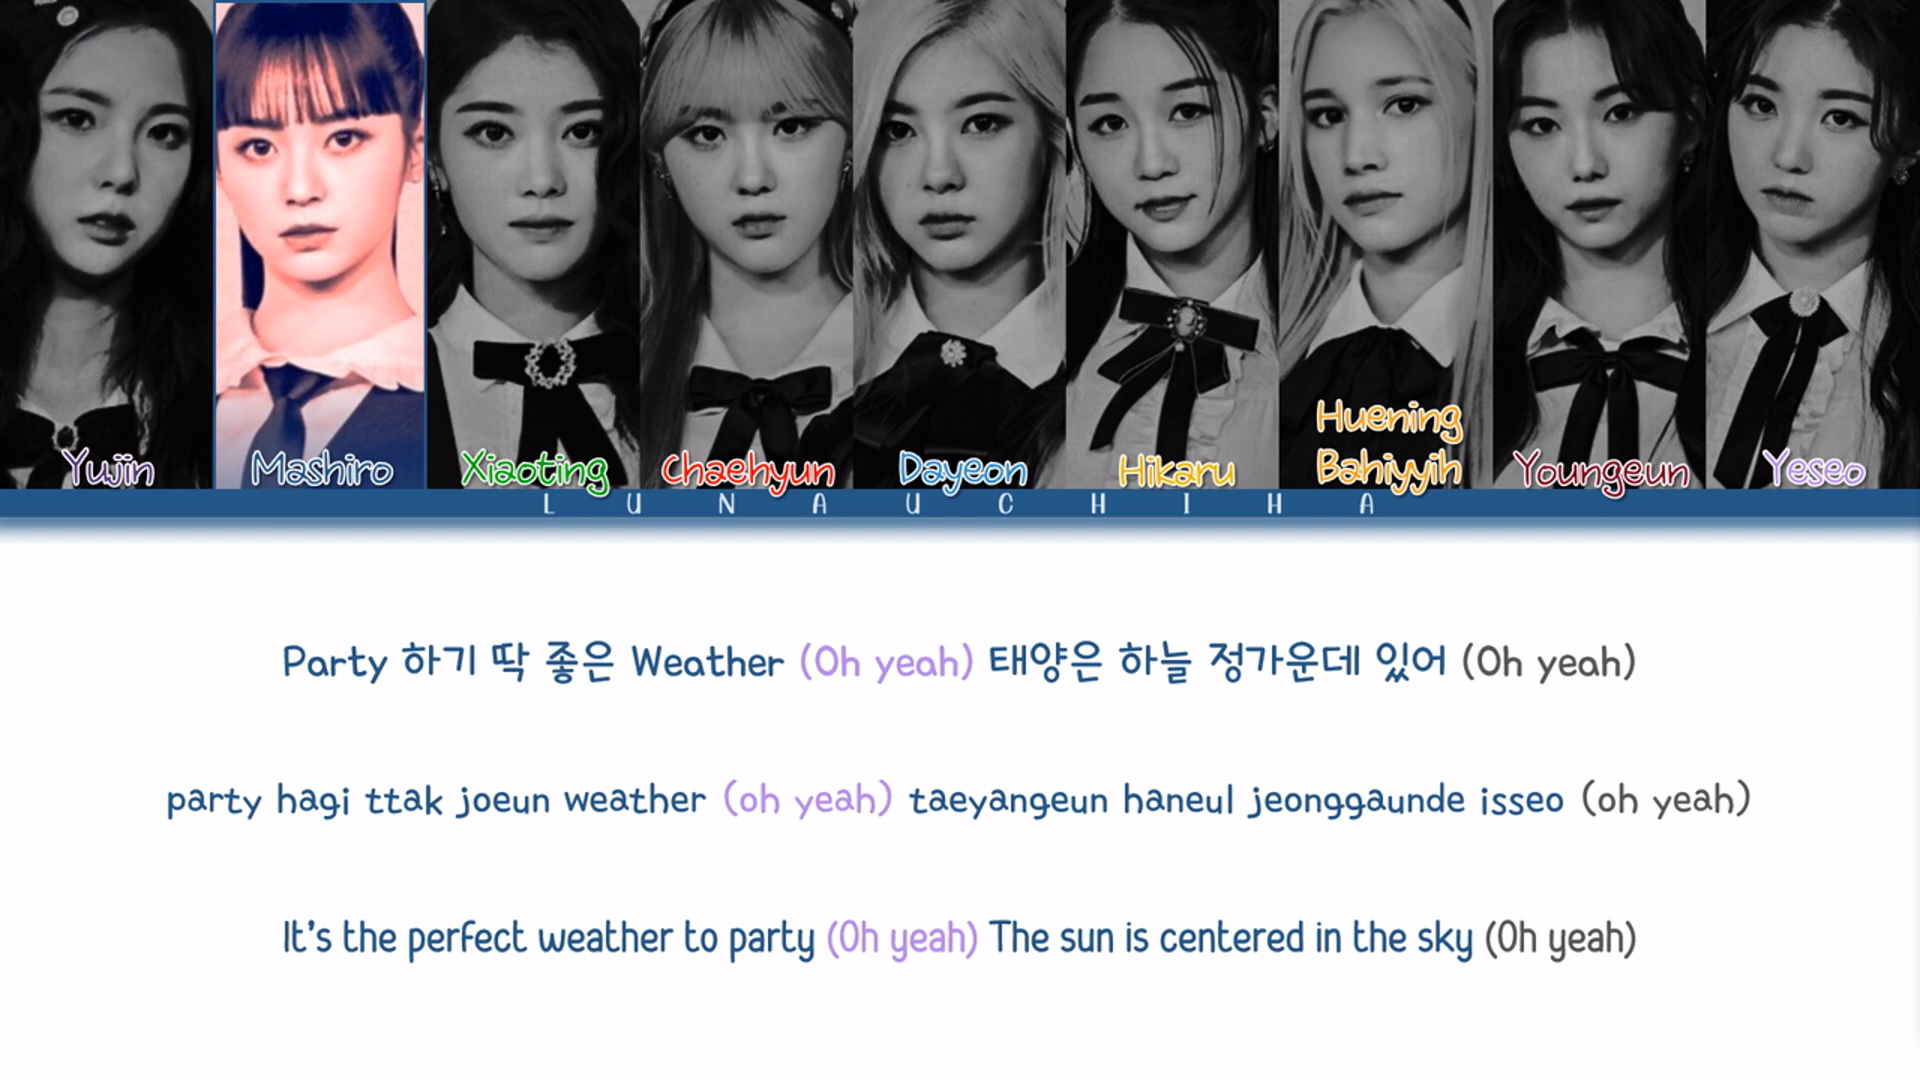 Yujin
Mashiro
Xiaoting
Chaehyun
Dayeon
Hikaru
Huening
Bahiyyih
Youngeun
Yeseo
LUNAUCHIHA
Party 하기 딱 좋은 Weather (Oh yeah) 태양은 하늘 정가운데 있어 (Oh yeah)
party hagi ttak joeun weather (oh yeah) taeyangeun haneul jeonggaunde isseo (oh yeah)
It's the perfect weather to party (Oh yeah) The sun is centered in the sky (Oh yeah)